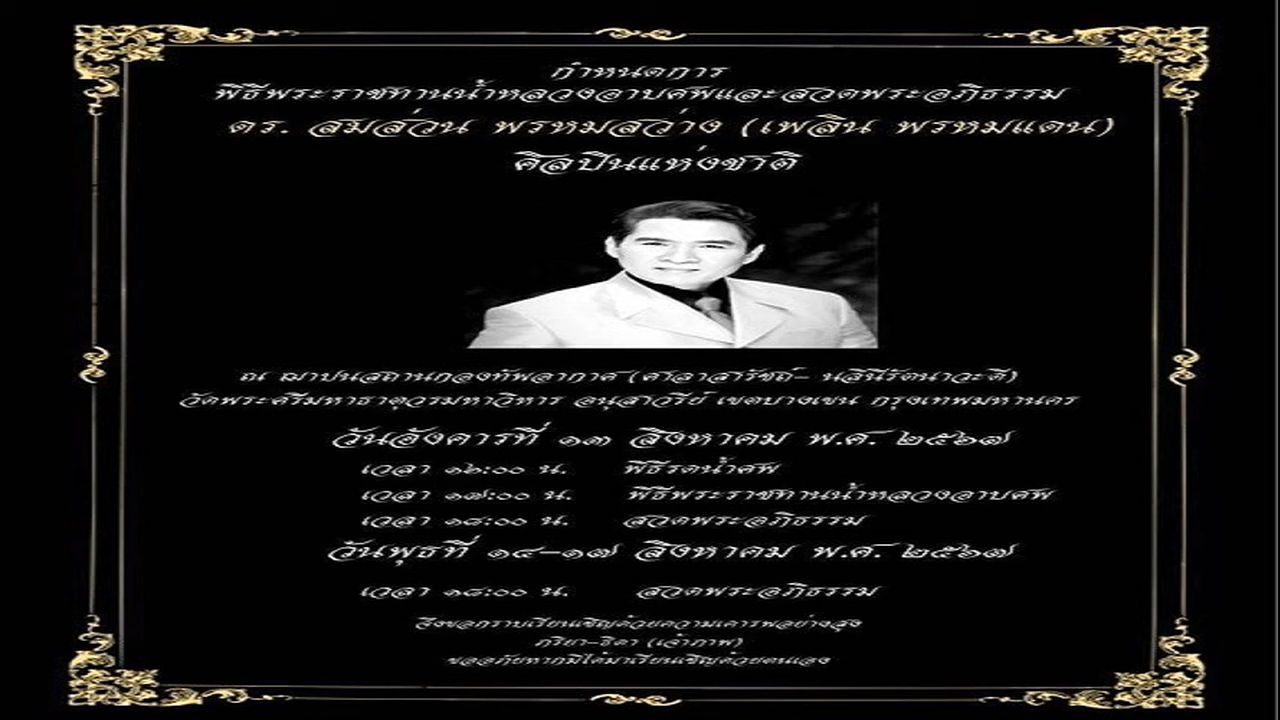 กำหนดการ
พิธีพระราชทานน้ำหลวงอาบศพและสวดพระอภิธรรม
ดร. สมส่วน พรหมสว่าง (เพลิน พรหมแดน)
ศิลปินแห่งชาติ
ณ ฌาปนสถานกองทัพอากาศ (ศาลาสารัชถ์- นลินีรัตนาวะดี)
วัดพระศรีมหาธาตุวรมหาวิหาร อนุสาวรีย์ เขตบางเขน กรุงเทพมหานคร
วันอังคารที่ ๑๓ สิงหาคม พ.ศ. ๒๕๖๗
เวลา ๑๖:๐๐ น. พิธีรดน้ำศพ
เวลา ๑๗:๐๐ น. พิธีพระราชทานน้ำหลวงอาบศพ
เวลา ๑๘:๐๐ น. สวดพระอภิธรรม
วันพุธที่ ๑๔-๑๗ สิงหาคม พ.ศ. ๒๕๖๗
เวลา ๑๘:๐๐ น. สวดพระอภิธรรม
จึงขอกราบเรียนเชิญด้วยความเคารพอย่างสูง
ภริยา-ธิดา (เจ้าภาพ)
ขออภัยหากมิได้มาเรียนเชิญด้วยตนเอง